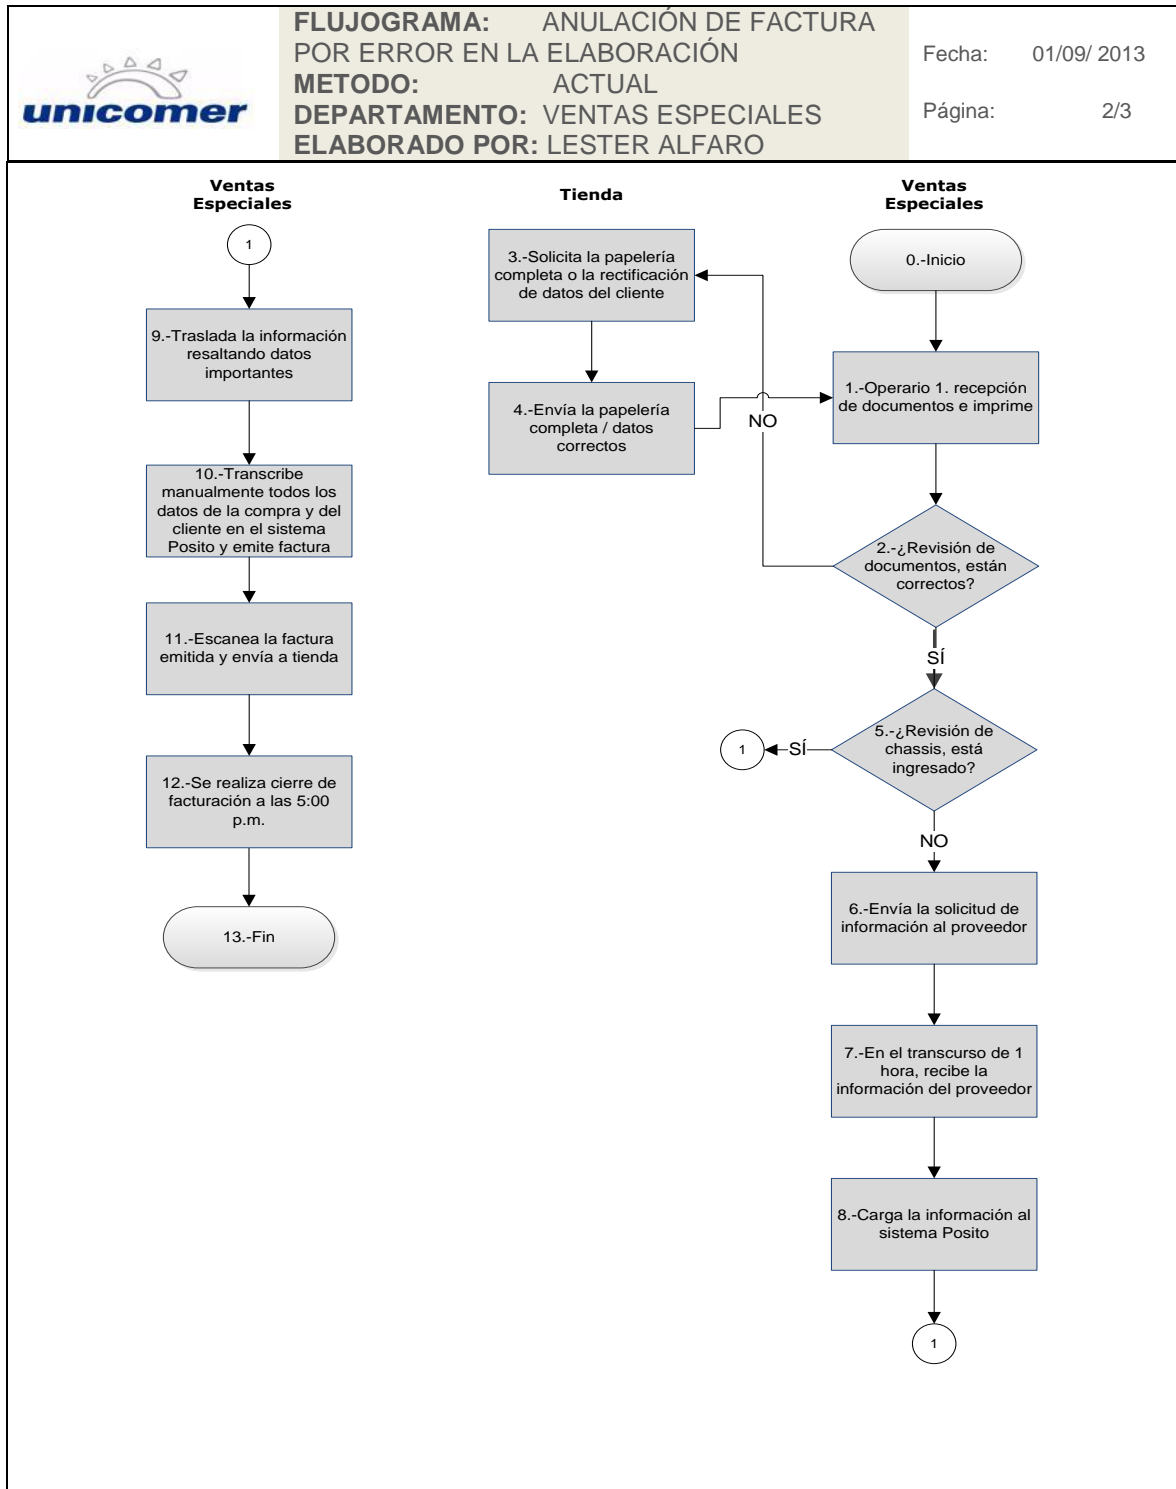 unicomer
FLUJOGRAMA: ANULACIÓN DE FACTURA
POR ERROR EN LA ELABORACIÓN
METODO: ACTUAL
DEPARTAMENTO: VENTAS ESPECIALES
ELABORADO POR: LESTER ALFARO
Fecha: 01/09/ 2013
Página: 2/3
Ventas
Especiales
1
9.-Traslada la información
resaltando datos
importantes
10.-Transcribe
manualmente todos los
datos de la compra y del
cliente en el sistema
Posito y emite factura
11.-Escanea la factura
emitida y envía a tienda
12.-Se realiza cierre de
facturación a las 5:00
p.m.
13.-Fin
Tienda
3.-Solicita la papelería
completa o la rectificación
de datos del cliente
4.-Envía la papelería
completa / datos
correctos
NO
Ventas
Especiales
0.-Inicio
1.-Operario 1. recepción
de documentos e imprime
2.-¿Revisión de
documentos, están
correctos?
SÍ
5.-¿Revisión de
chassis, está
ingresado?
SÍ
1
NO
6.-Envía la solicitud de
información al proveedor
7.-En el transcurso de 1
hora, recibe la
información del proveedor
8.-Carga la información al
sistema Posito
1